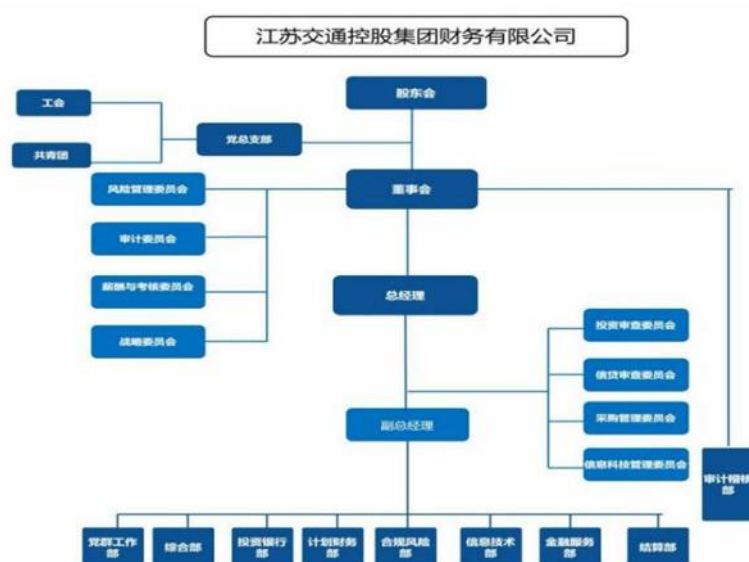 江苏交通控股集团财务有限公司
股东会
工会
党总支部
共青团
风险管理委员会
董事会
审计委员会
薪酬与考核委员会
总经理
战略委员会
投资审查委员会
信贷审查委员会
副总经理
采购管理委员会
信息科技管理委员会
审计稽核
部
党群工作
部
综合部
投资银行
部
计划财务
部
合规风险
部
信息技术
部
金融服务
部
结算部